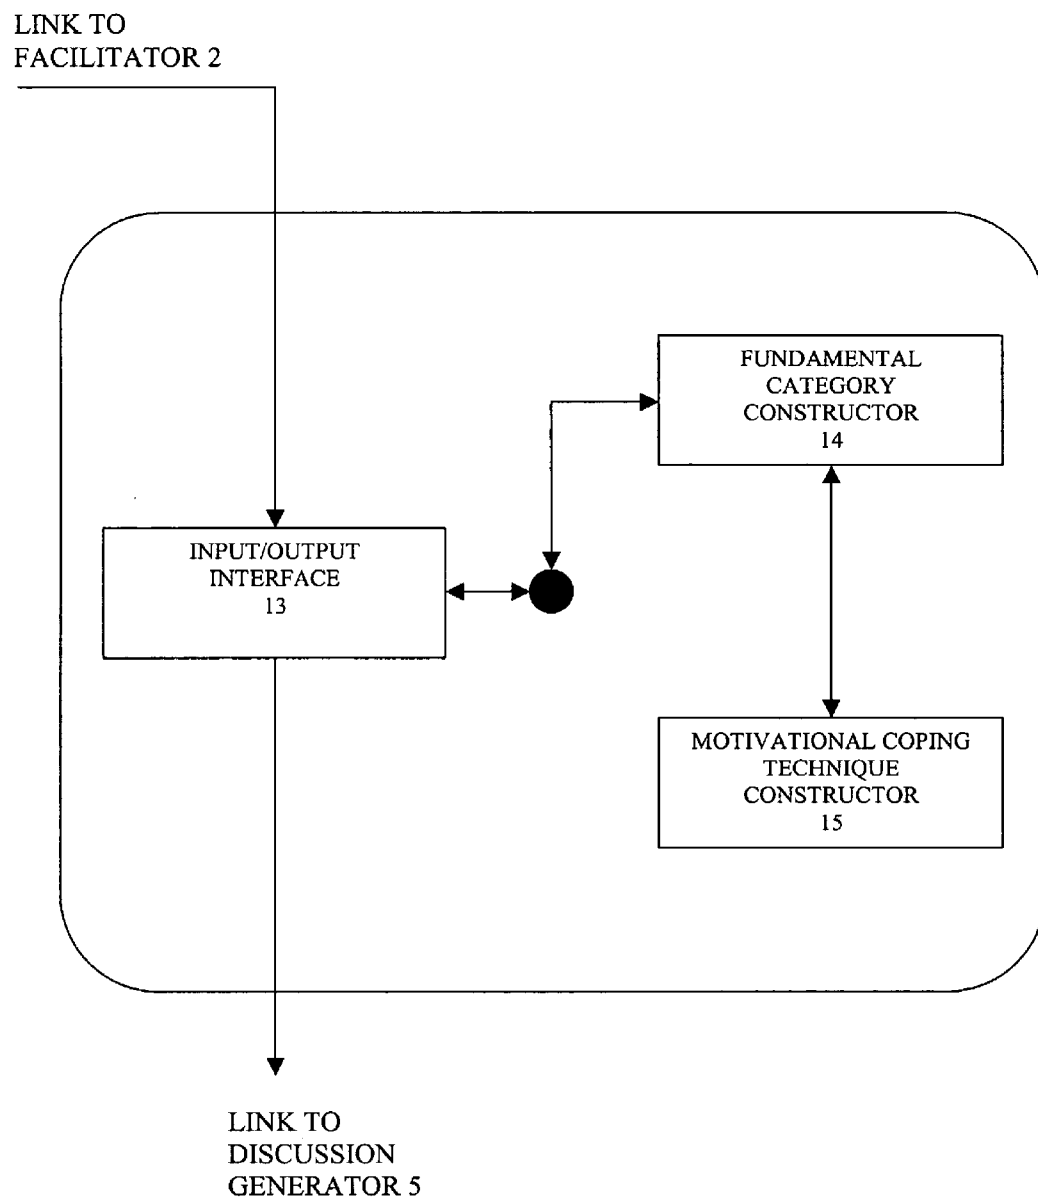 LINK TO
FACILITATOR 2
FUNDAMENTAL
CATEGORY
CONSTRUCTOR
14
INPUT/OUTPUT
INTERFACE
13
MOTIVATIONAL COPING
TECHNIQUE
CONSTRUCTOR
15
LINK TO
DISCUSSION
GENERATOR 5